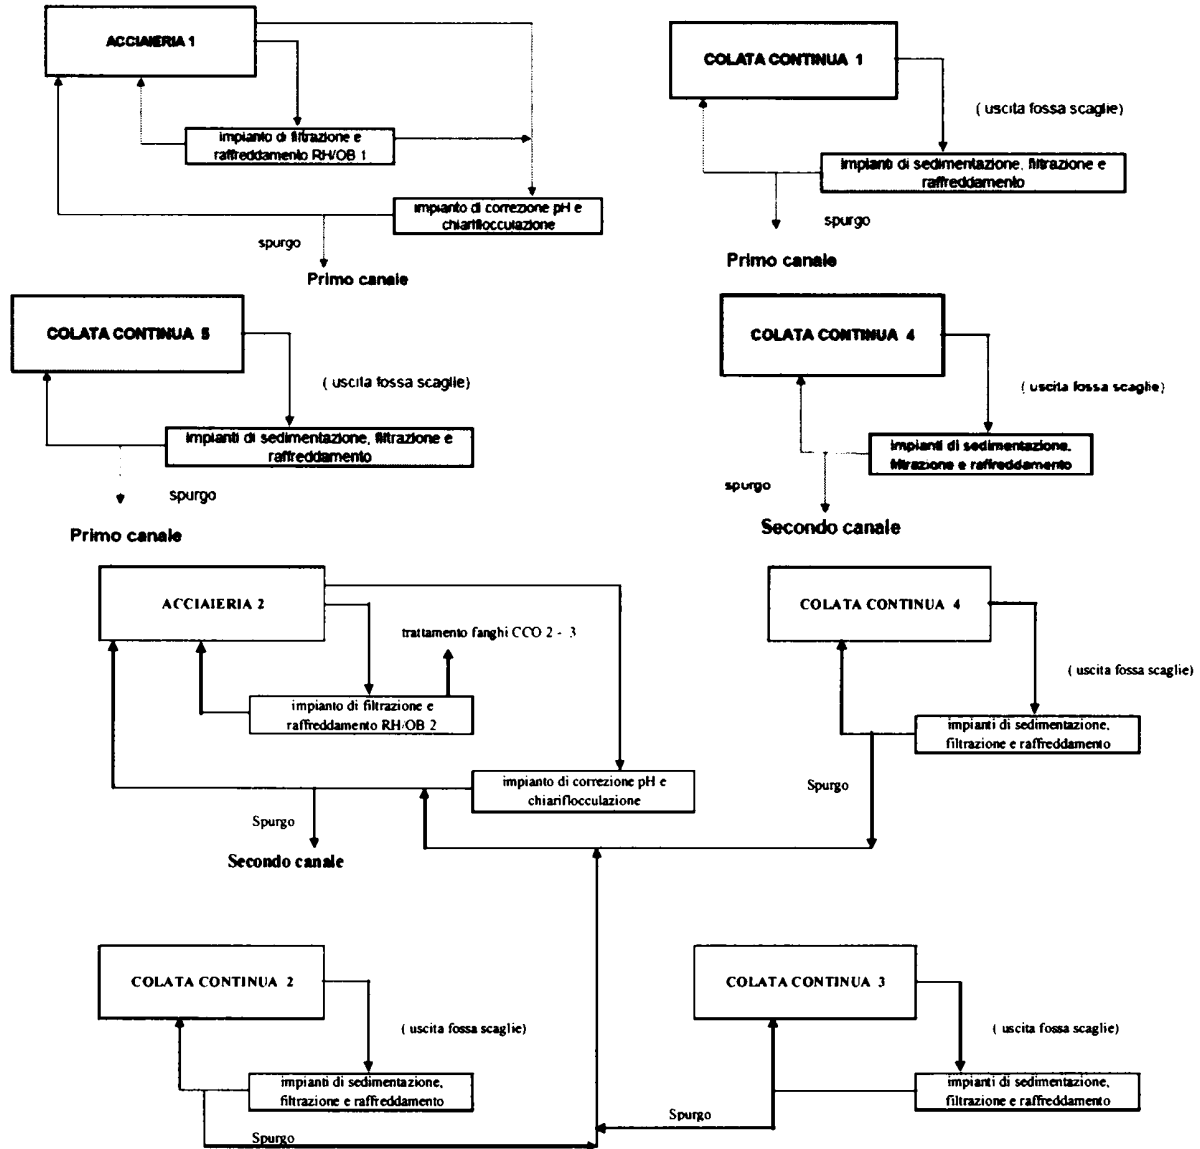 ACCIAIERIA 1
impianto di filtrazione e
raffreddamento RH/OB 1
impianto di correzione pH e
chiariflocculazione
spurgo
Primo canale
COLATA CONTINUA 1
( uscita fossa scaglie)
impianti di sedimentazione, filtrazione e
raffreddamento
spurgo
Primo canale
COLATA CONTINUA 5
( uscita fossa scaglie)
impianti di sedimentazione, filtrazione e
raffreddamento
spurgo
Primo canale
COLATA CONTINUA 4
( uscita fossa scaglie)
impianti di sedimentazione,
filtrazione e raffreddamento
spurgo
Secondo canale
ACCIAIERIA 2
trattamento fanghi CCO 2 - 3
impianto di filtrazione e
raffreddamento RH/OB 2
impianto di correzione pH e
chiariflocculazione
Spurgo
Secondo canale
COLATA CONTINUA 4
( uscita fossa scaglie)
impianti di sedimentazione,
filtrazione e raffreddamento
Spurgo
COLATA CONTINUA 2
( uscita fossa scaglie)
impianti di sedimentazione,
filtrazione e raffreddamento
Spurgo
COLATA CONTINUA 3
( uscita fossa scaglie)
impianti di sedimentazione,
filtrazione e raffreddamento
Spurgo